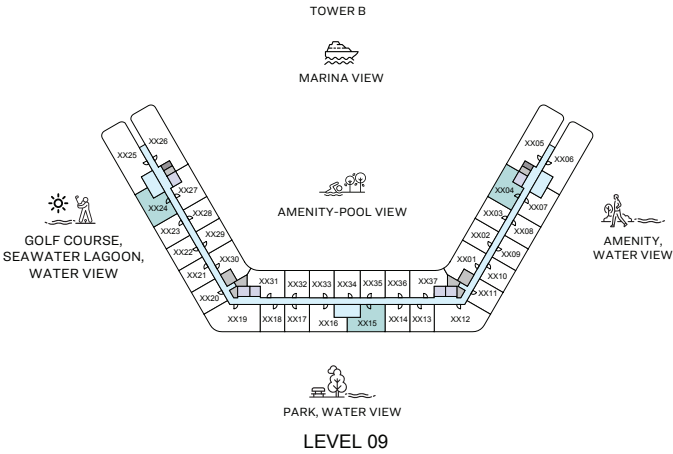 TOWER B
MARINA VIEW
XX26
XX25
XX05
XX06
XX27
XX24
XX04
XX07
AMENITY-POOL VIEW
XX28
XX03
XX23
XX29
XX02
XX08
GOLF COURSE,
SEAWATER LAGOON,
WATER VIEW
AMENITY,
WATER VIEW
XX22
XX30
XX01
XX09
XX21
XX10
XX31
XX32
XX33
XX34
XX35
XX36
XX37
XX20
XX11
XX19
XX18
XX17
XX16
XX15
XX14
XX13
XX12
PARK, WATER VIEW
LEVEL 09